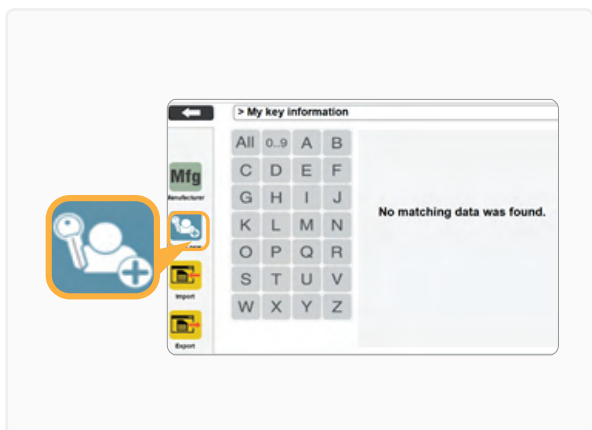 > My key information
All 0..9 A B
C D E F
G H I J
K L M N
O P Q R
S T U V
W X Y Z
Mfg
Manufacturer
Import
Export
No matching data was found.